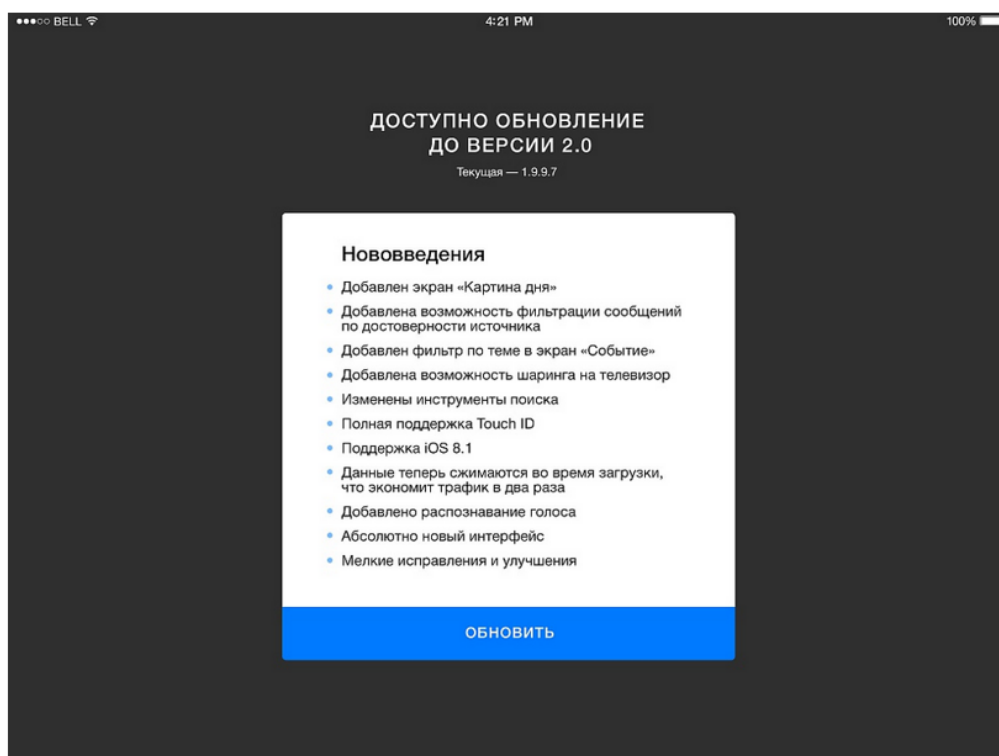 BELL
4:21 PM
100%
ДОСТУПНО ОБНОВЛЕНИЕ
ДО ВЕРСИИ 2.0
Текущая — 1.9.9.7
Нововведения
Добавлен экран «Картина дня»
Добавлена возможность фильтрации сообщений
по достоверности источника
Добавлен фильтр по теме в экран «Событие»
Добавлена возможность шаринга на телевизор
Изменены инструменты поиска
Полная поддержка Touch ID
Поддержка iOS 8.1
Данные теперь сжимаются во время загрузки,
что экономит трафик в два раза
Добавлено распознавание голоса
Абсолютно новый интерфейс
Мелкие исправления и улучшения
ОБНОВИТЬ